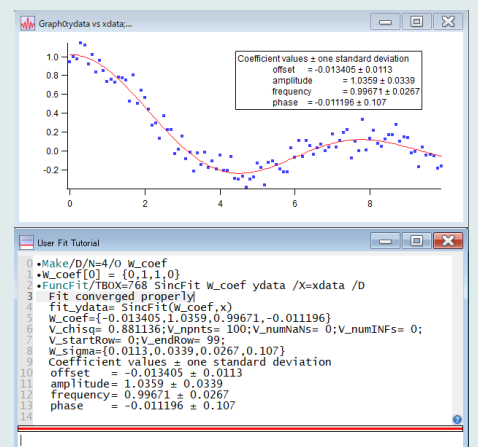 Graph0:ydata vs xdata;...
Coefficient values ± one standard deviation
offset = -0.013405 ± 0.0113
amplitude = 1.0359 ± 0.0339
frequency = 0.99671 ± 0.0267
phase = -0.011196 ± 0.107
1.0
0.8
0.6
0.4
0.2
0.0
-0.2
0 2 4 6 8
User Fit Tutorial
0 •Make/D/N=4/O W_coef
1 •W_coef[0] = {0,1,1,0}
2 •FuncFit/TBOX=768 SincFit W_coef ydata /X=xdata /D
3 Fit converged properly
4 fit_ydata= SincFit(W_coef,x)
5 W_coef={-0.013405,1.0359,0.99671,-0.011196}
6 V_chisq= 0.881136;V_npnts= 100;V_numNaNs= 0;V_numINFs= 0;
7 V_startRow= 0;V_endRow= 99;
8 W_sigma={0.0113,0.0339,0.0267,0.107}
9 Coefficient values ± one standard deviation
10 offset = -0.013405 ± 0.0113
11 amplitude= 1.0359 ± 0.0339
12 frequency= 0.99671 ± 0.0267
13 phase = -0.011196 ± 0.107
14